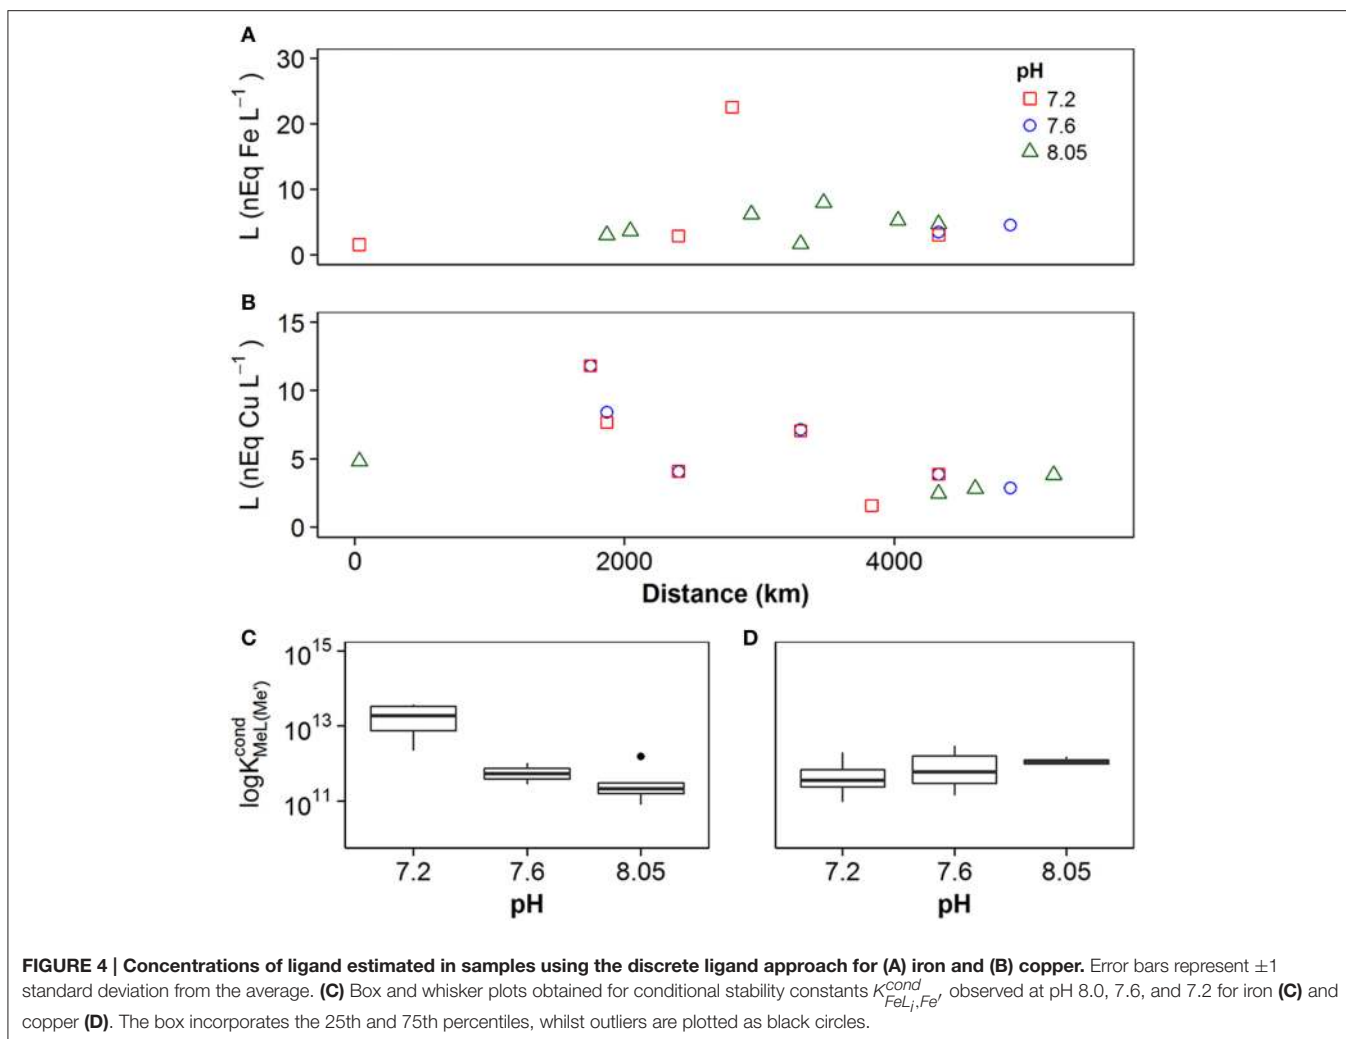 A
30
20
10
0
L (nEq Fe L⁻¹ )
pH
7.2
7.6
8.05
B
15
10
5
0
L (nEq Cu L⁻¹ )
0 2000 4000
Distance (km)
C
10¹⁵
10¹³
10¹¹
logK^cond_MeL(Me')
7.2 7.6 8.05
pH
D
7.2 7.6 8.05
pH
FIGURE 4 | Concentrations of ligand estimated in samples using the discrete ligand approach for (A) iron and (B) copper. Error bars represent ±1
standard deviation from the average. (C) Box and whisker plots obtained for conditional stability constants K^cond_FeL_i,Fe′ observed at pH 8.0, 7.6, and 7.2 for iron (C) and
copper (D). The box incorporates the 25th and 75th percentiles, whilst outliers are plotted as black circles.